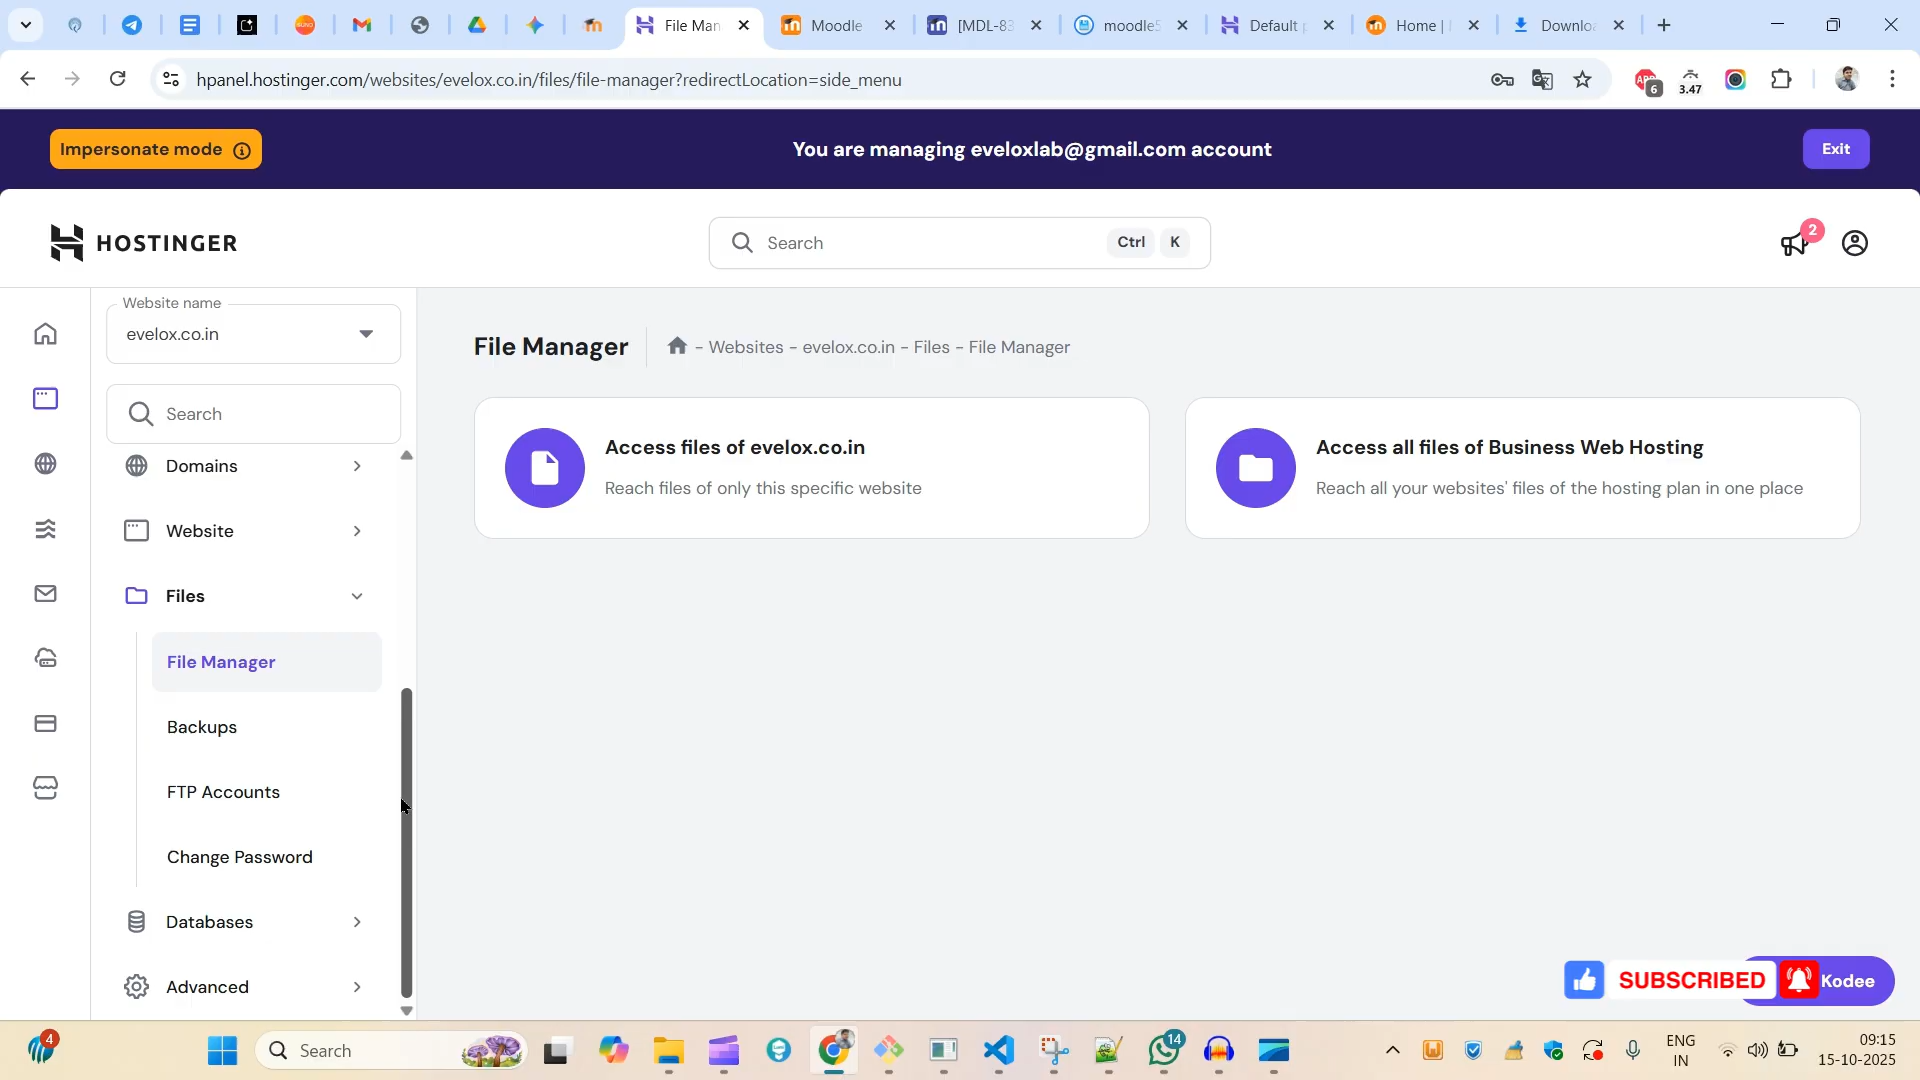 File Man
Moodle
[MDL-83
moodle5
Default p
Home |
Downlo
hpanel.hostinger.com/websites/evelox.co.in/files/file-manager?redirectLocation=side_menu
6
3.47
Impersonate mode
You are managing eveloxlab@gmail.com account
Exit
HOSTINGER
Search
Ctrl
K
2
Website name
evelox.co.in
Search
Domains
Website
Files
File Manager
Backups
FTP Accounts
Change Password
Databases
Advanced
File Manager
- Websites - evelox.co.in - Files - File Manager
Access files of evelox.co.in
Reach files of only this specific website
Access all files of Business Web Hosting
Reach all your websites' files of the hosting plan in one place
SUBSCRIBED
Kodee
4
Search
14
ENG
IN
09:15
15-10-2025